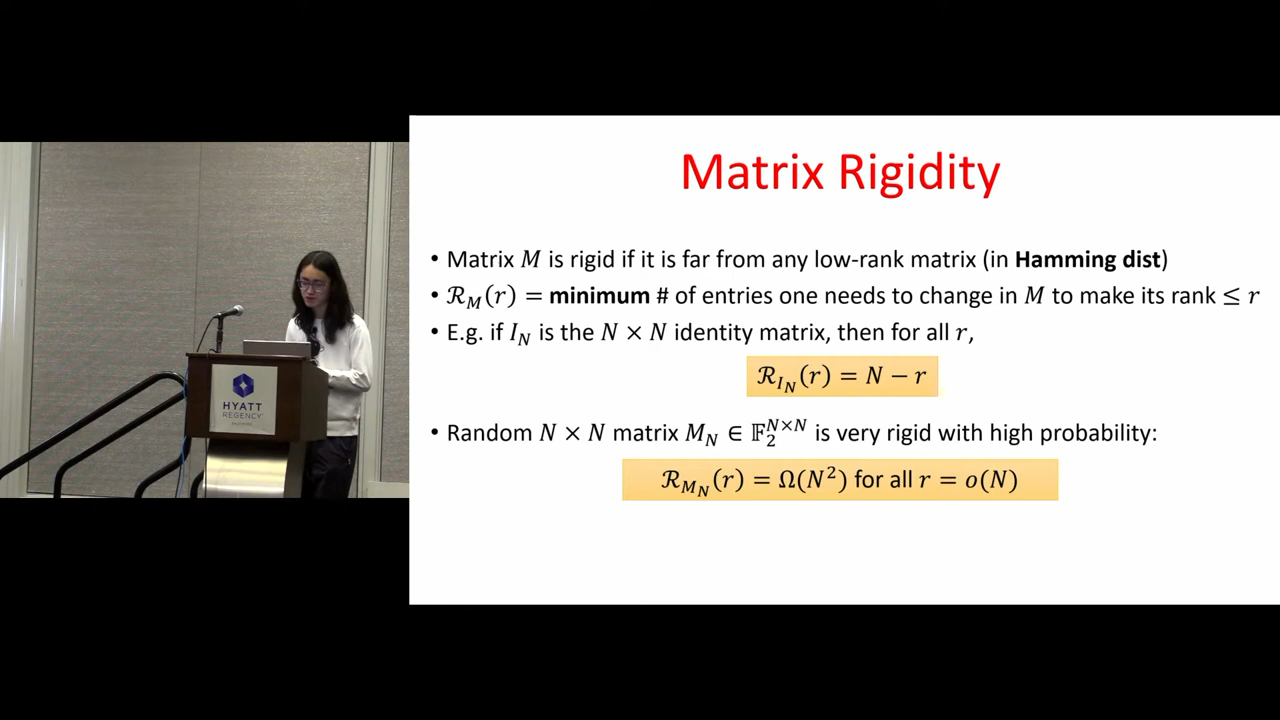 Matrix Rigidity
• Matrix 𝑀 is rigid if it is far from any low-rank matrix (in Hamming dist)
• ℛ_𝑀(𝑟) = minimum # of entries one needs to change in 𝑀 to make its rank ≤ 𝑟
• E.g. if 𝐼_𝑁 is the 𝑁 × 𝑁 identity matrix, then for all 𝑟,
ℛ_{𝐼_𝑁}(𝑟) = 𝑁 − 𝑟
• Random 𝑁 × 𝑁 matrix 𝑀_𝑁 ∈ 𝔽_2^{𝑁×𝑁} is very rigid with high probability:
ℛ_{𝑀_𝑁}(𝑟) = Ω(𝑁^2) for all 𝑟 = 𝑜(𝑁)
HYATT
REGENCY